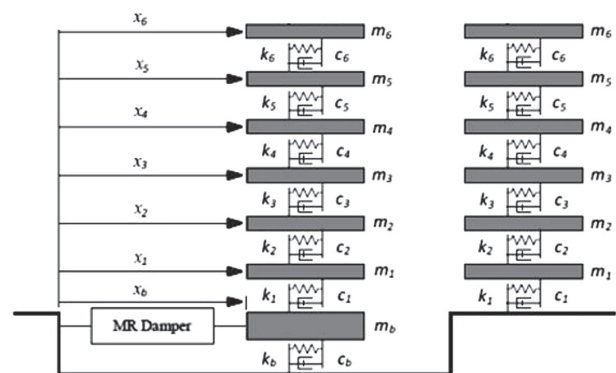 x6 m6 m6
k6 c6 k6 c6
x5 m5 m5
k5 c5 k5 c5
x4 m4 m4
k4 c4 k4 c4
x3 m3 m3
k3 c3 k3 c3
x2 m2 m2
k2 c2 k2 c2
x1 m1 m1
xb k1 c1 k1 c1
MR Damper mb
kb cb